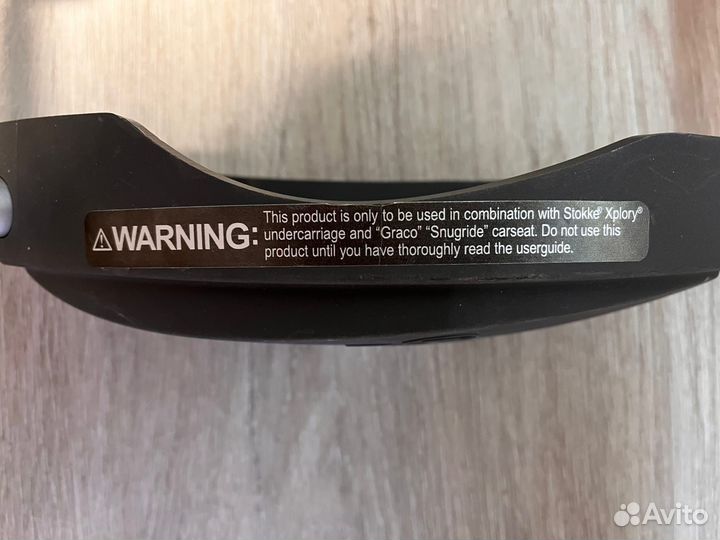 ⚠WARNING:
This product is only to be used in combination with Stokke® Xplory®
undercarriage and “Graco” “Snugride” carseat. Do not use this
product until you have thoroughly read the userguide.
Avito